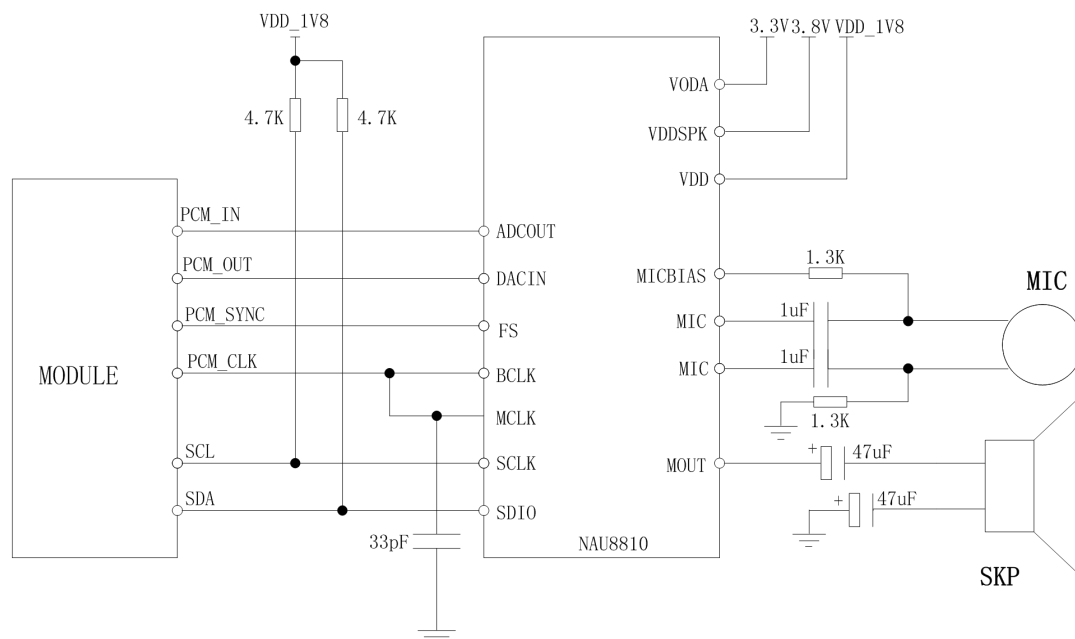 VDD_1V8
3.3V 3.8V VDD_1V8
VODA
4.7K
4.7K
VDDSPK
VDD
PCM_IN
ADCOUT
PCM_OUT
DACIN
MICBIAS
1.3K
MIC
PCM_SYNC
FS
MIC
1uF
PCM_CLK
BCLK
MIC
1uF
MODULE
MCLK
1.3K
SCL
SCLK
MOUT
+
47uF
SDA
SDIO
+
47uF
33pF
NAU8810
SKP